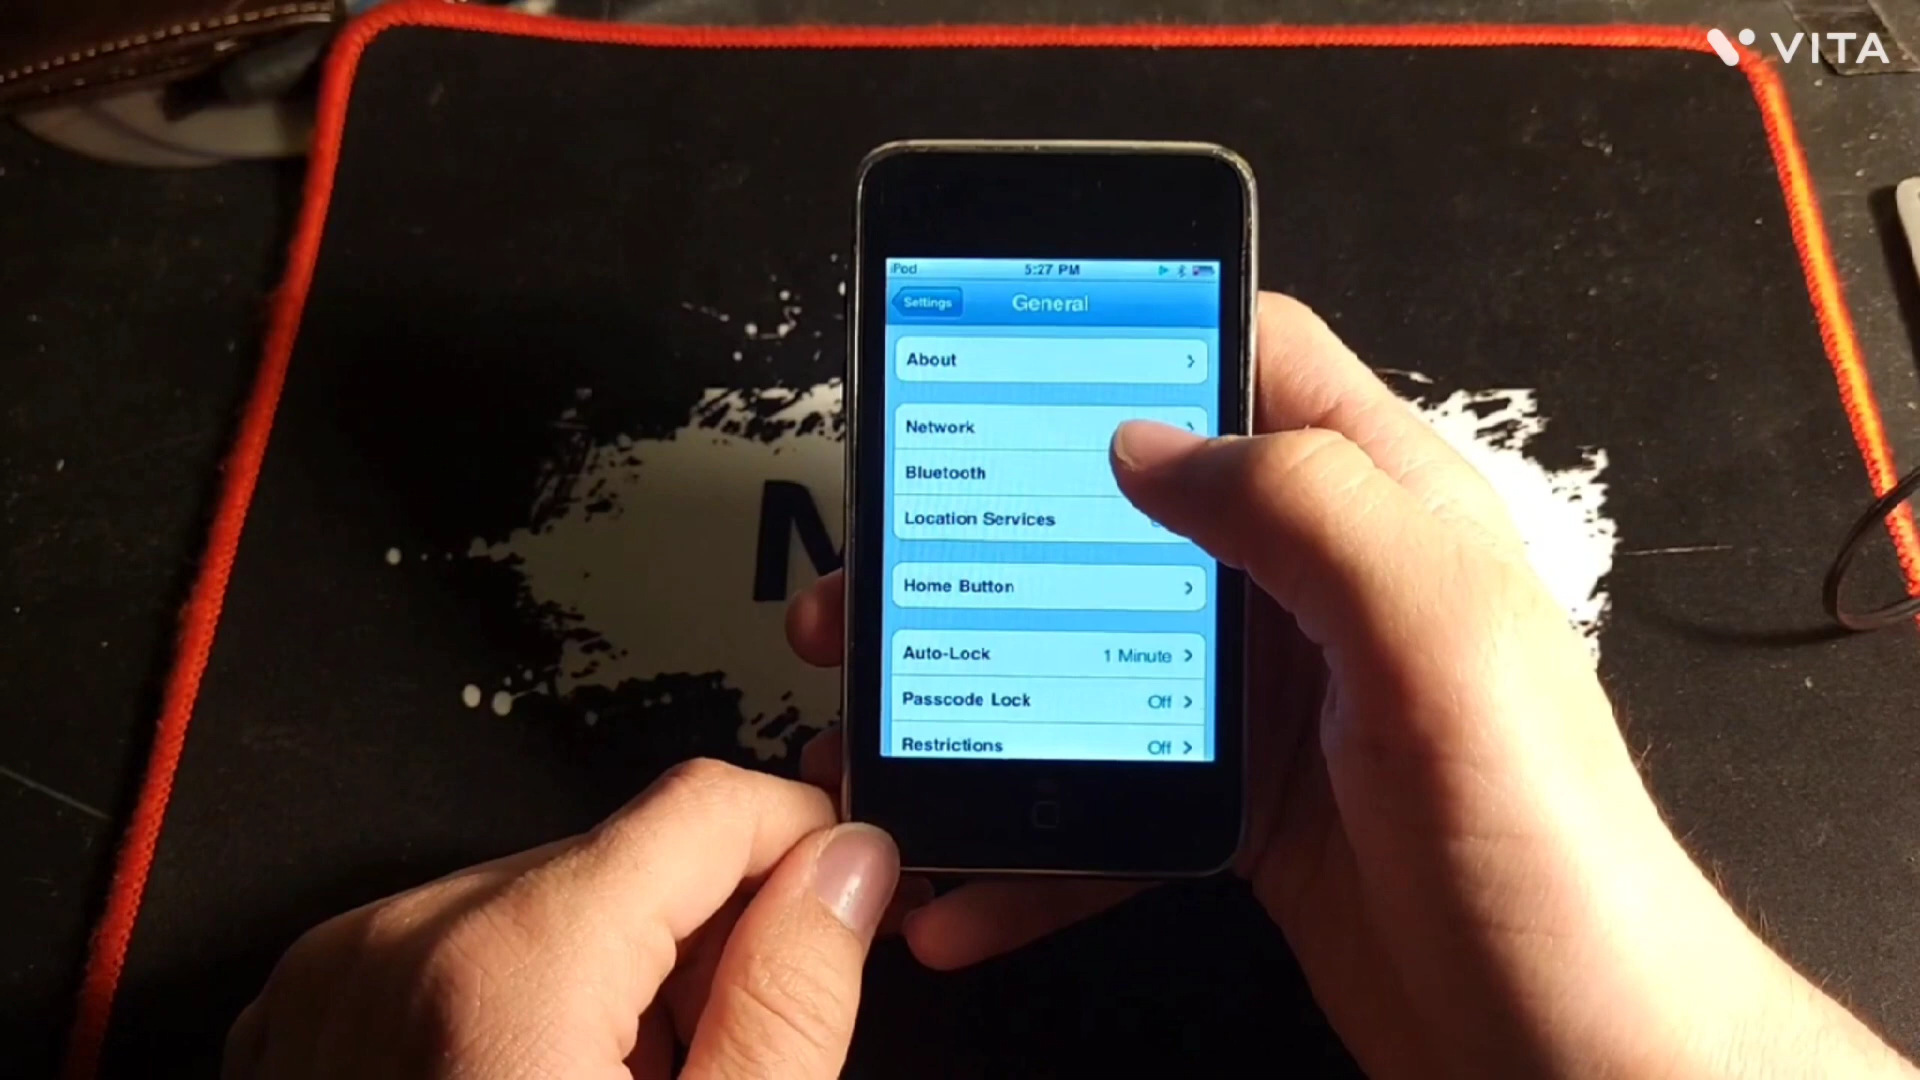 VITA
iPod 5:27 PM
Settings General
About
Network
Bluetooth
Location Services
Home Button
Auto-Lock 1 Minute
Passcode Lock Off
Restrictions Off
M